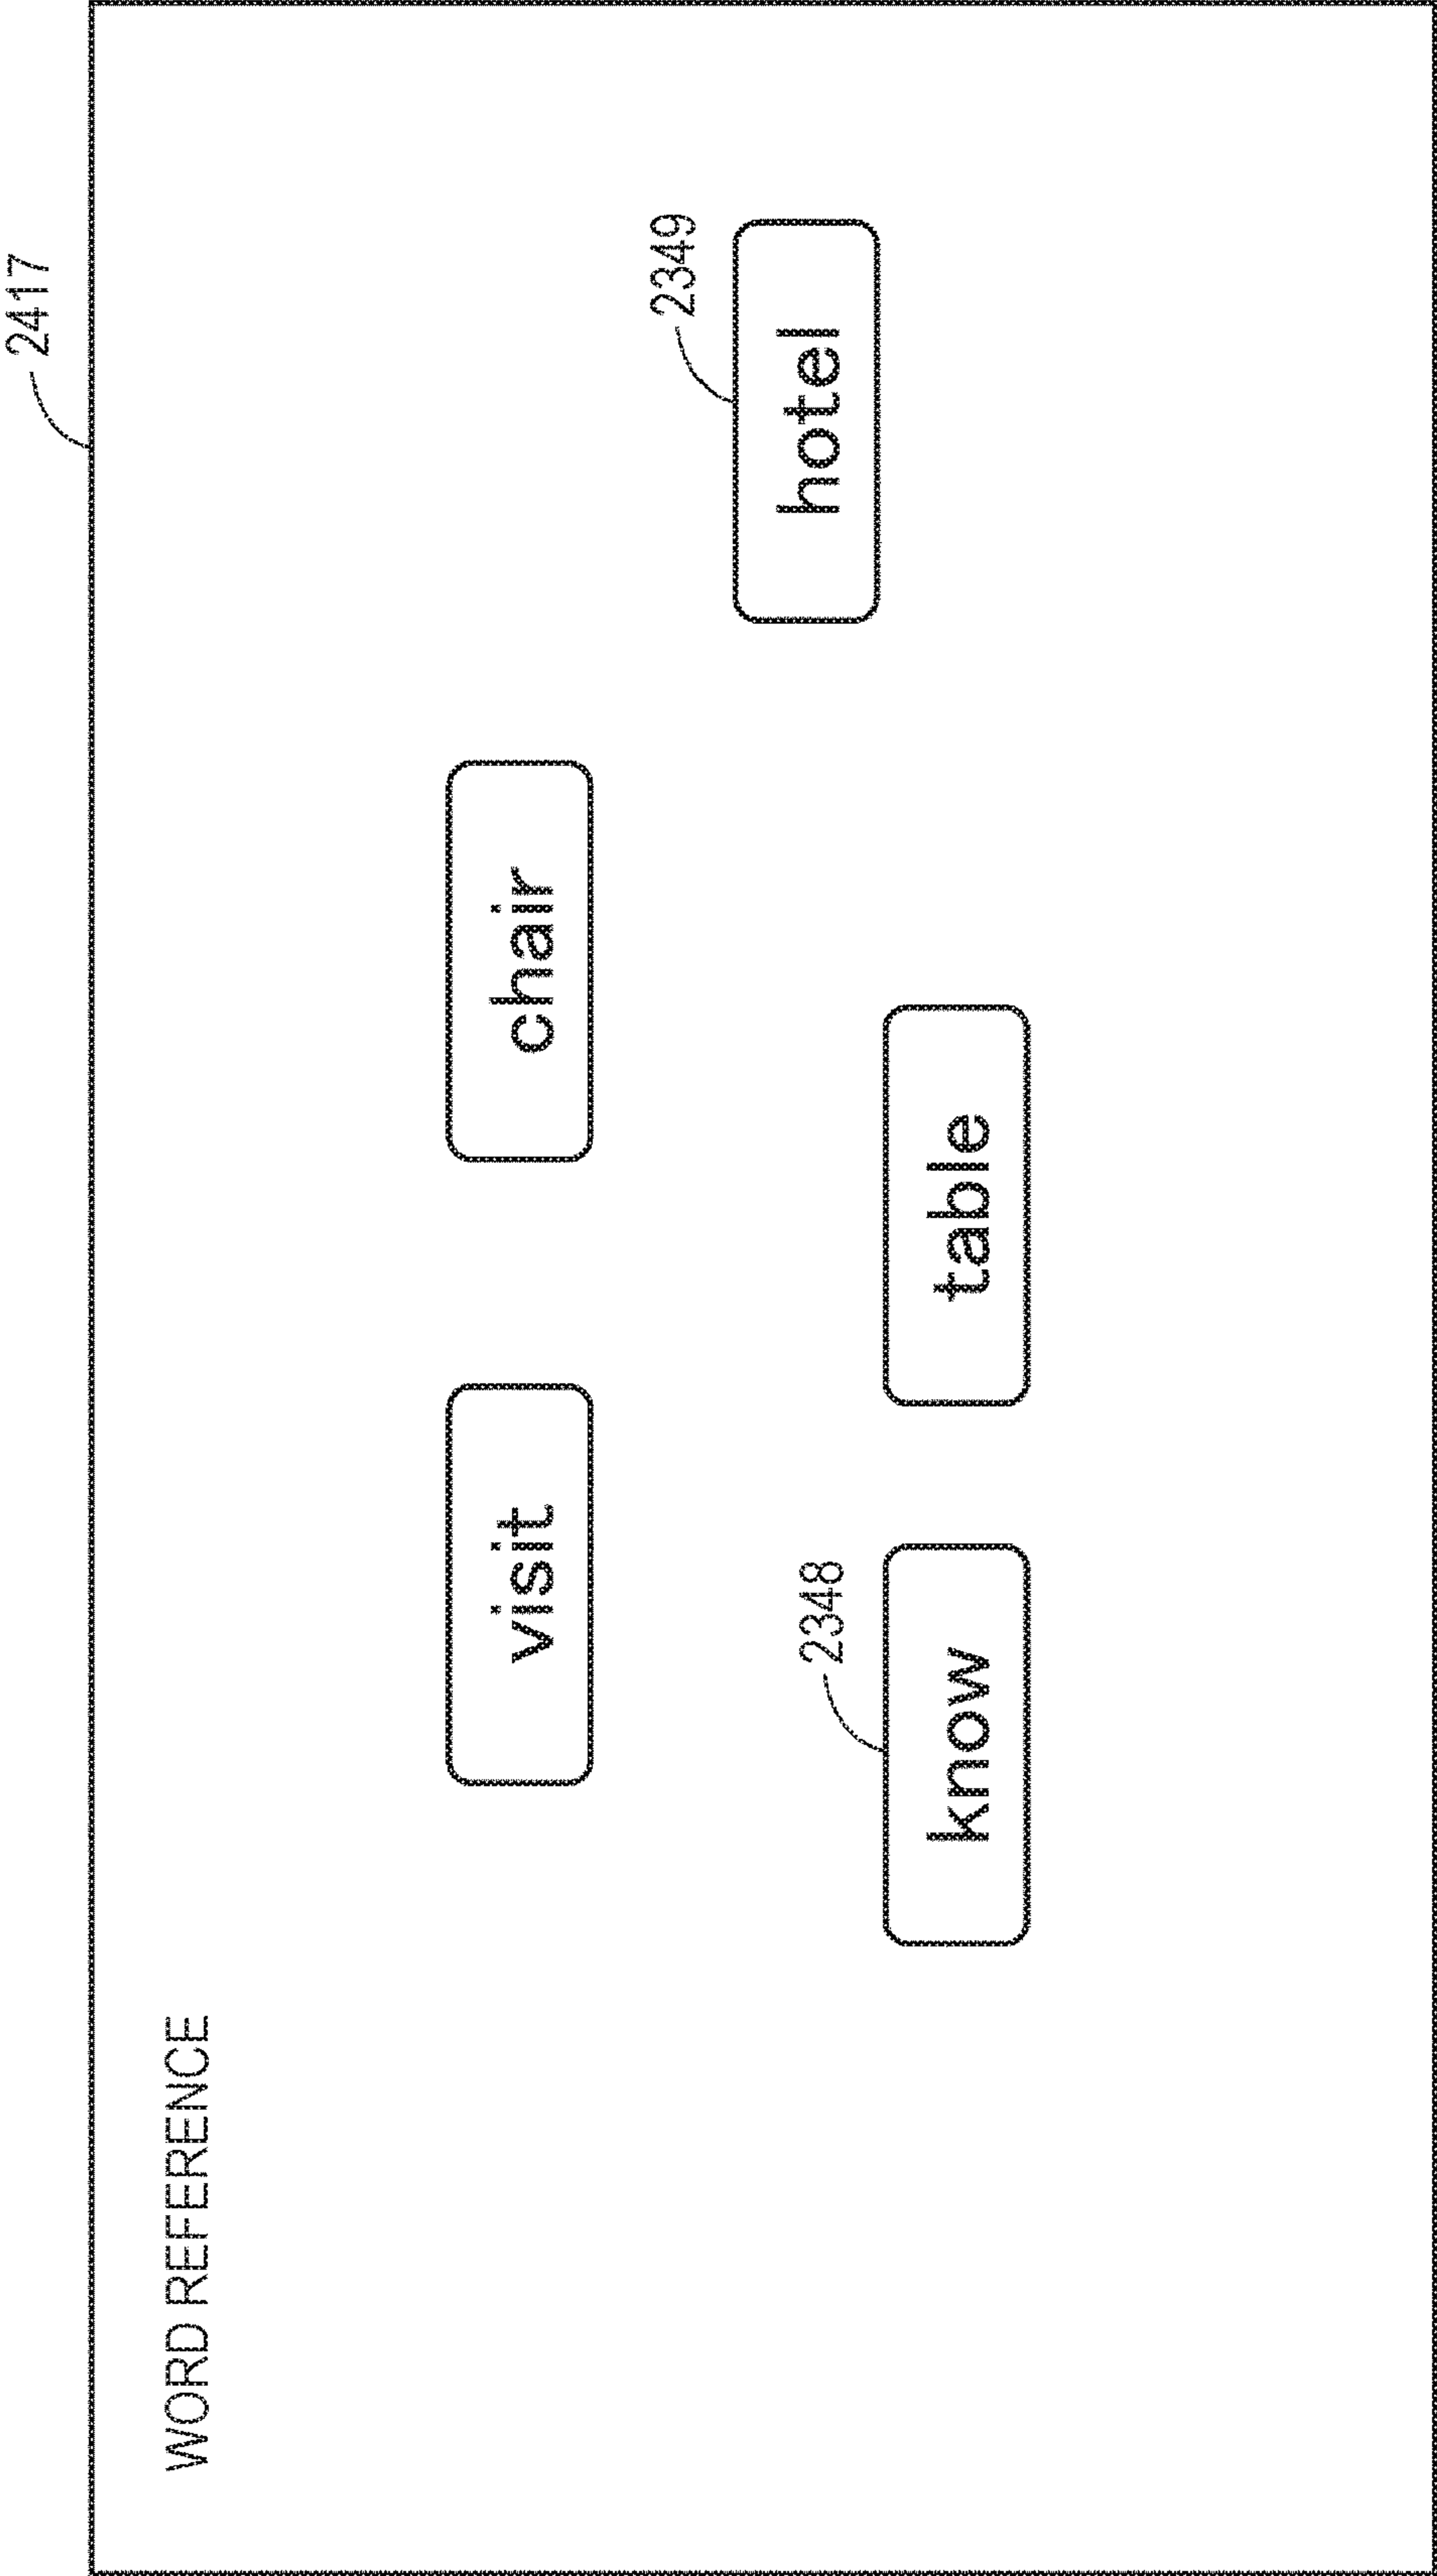 2417
WORD REFERENCE
visit
chair
2349
hotel
2348
know
table